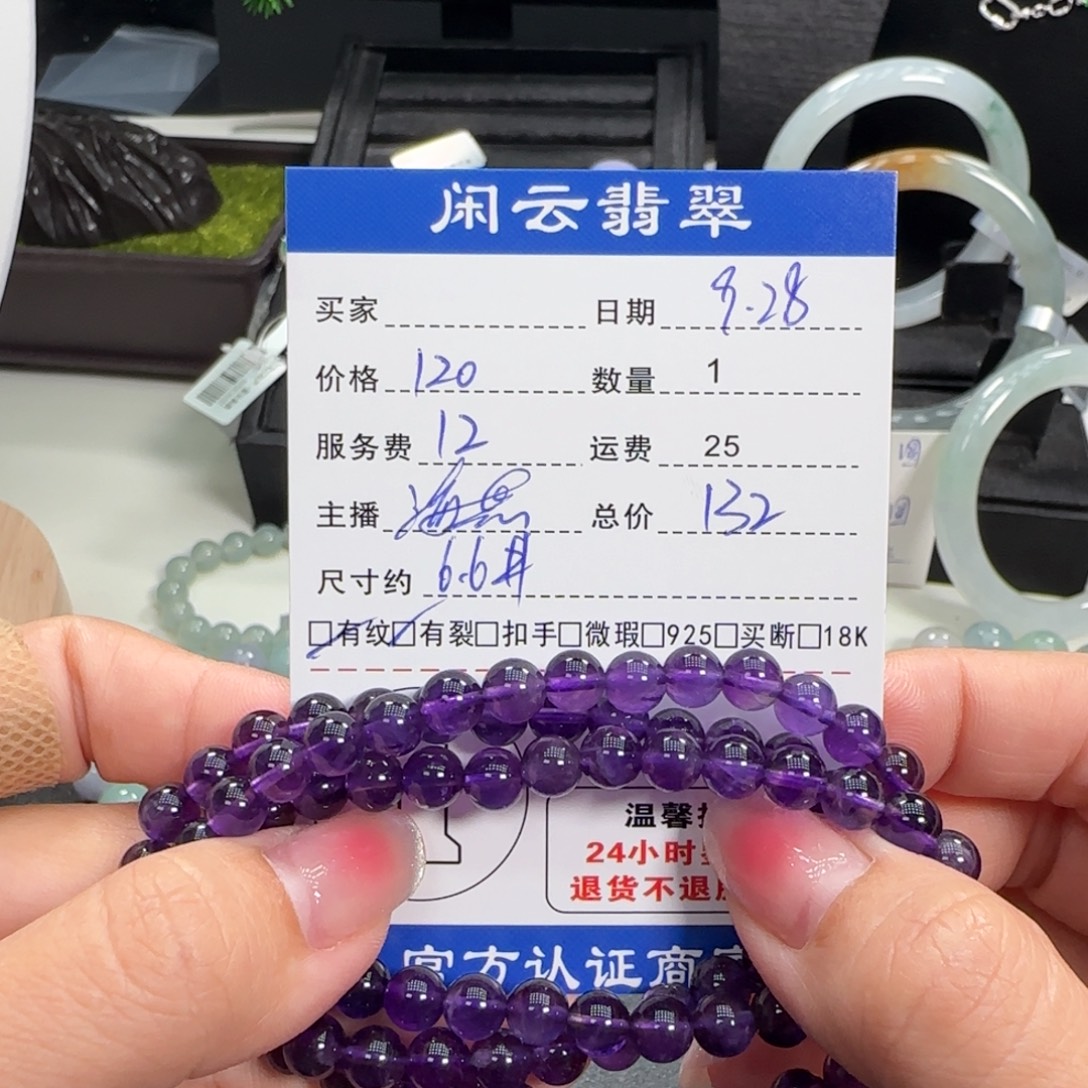 闲云翡翠
买家 日期 9.28
价格 120 数量 1
服务费 12 运费 25
主播 总价 132
尺寸约 6.6
□有纹□有裂□扣手□微瑕□925□买断□18K
温馨
24小时
退货不退
官方认证商